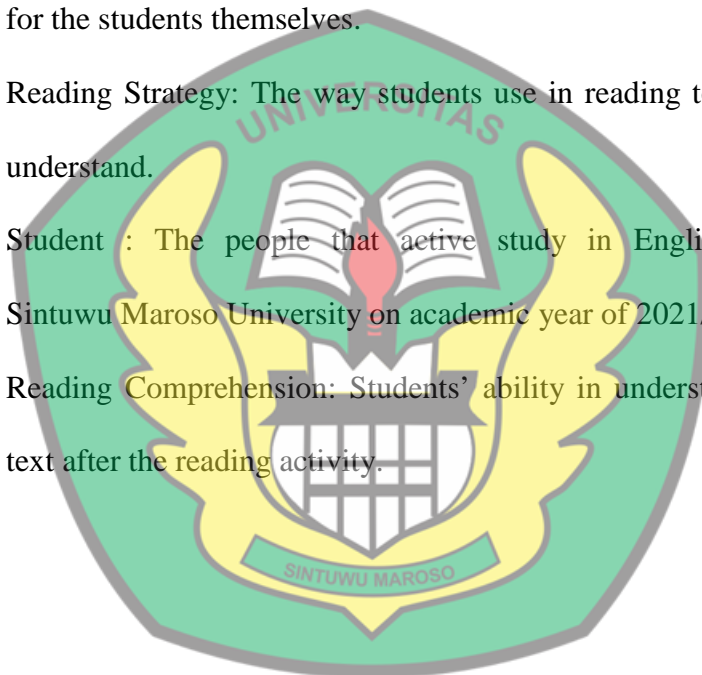 for the students themselves.
Reading Strategy: The way students use in reading
UNIVERSITAS
understand.
Student : The people that active study in
Sintuwu Maroso University on academic year of 2021
Reading Comprehension: Students' ability in
text after the reading activity.
SINTUWU MAROSO